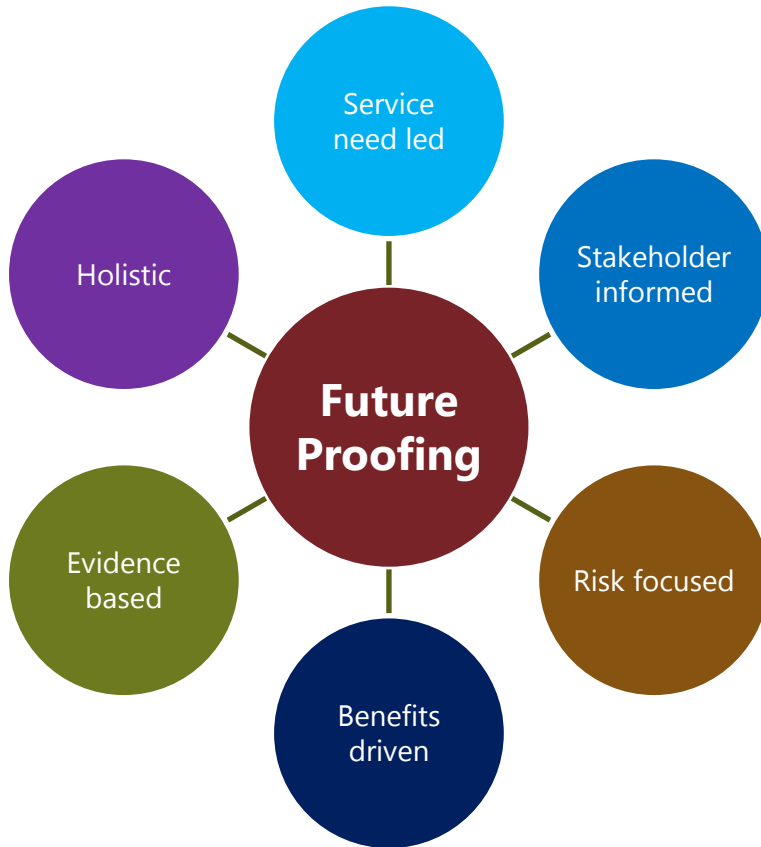 Service
need led
Stakeholder
informed
Risk focused
Benefits
driven
Evidence
based
Holistic
Future
Proofing